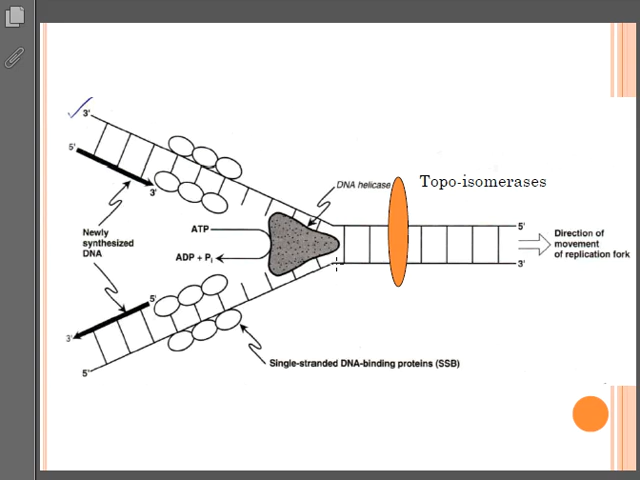 3'
5'
3'
DNA helicase
Topo-isomerases
ATP
ADP + Pi
Newly
synthesized
DNA
5'
3'
Direction of
movement
of replication fork
5'
3'
5'
Single-stranded DNA-binding proteins (SSB)